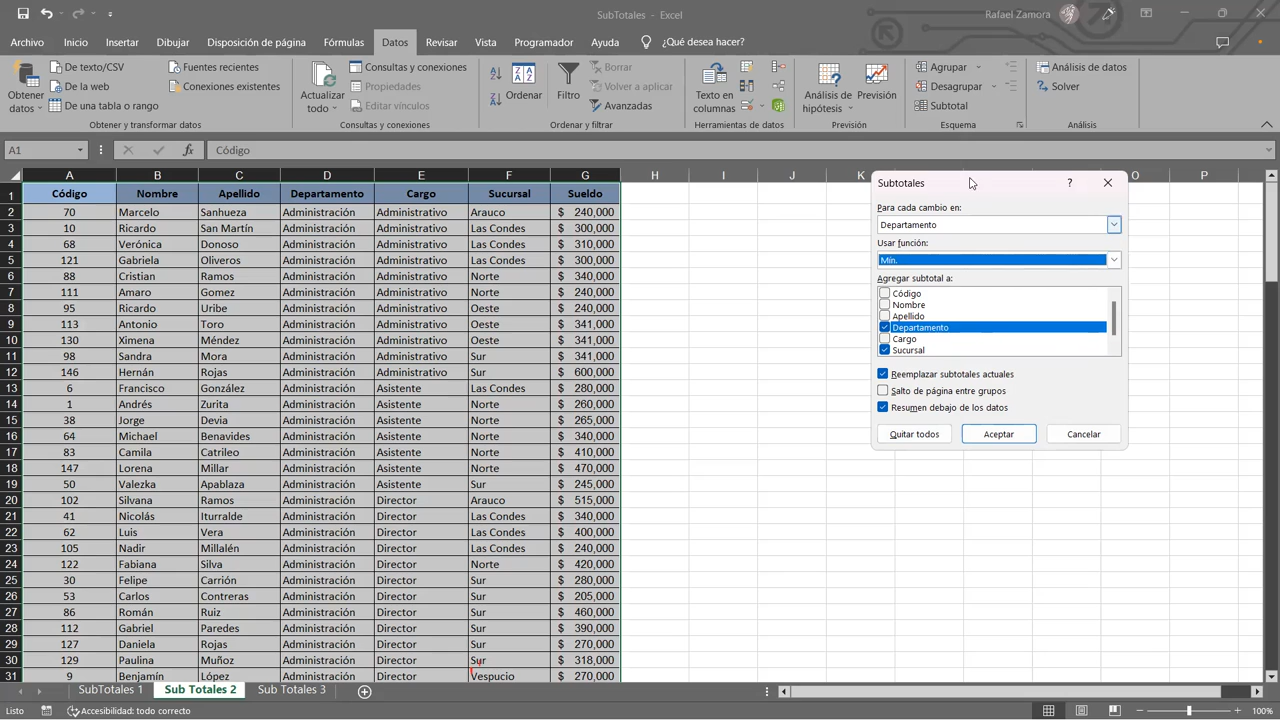 SubTotales - Excel
Rafael Zamora
Archivo Inicio Insertar Dibujar Disposición de página Fórmulas Datos Revisar Vista Programador Ayuda ¿Qué desea hacer?
Obtener datos
De texto/CSV
De la web
De una tabla o rango
Fuentes recientes
Conexiones existentes
Obtener y transformar datos
Actualizar todo
Consultas y conexiones
Propiedades
Editar vínculos
Consultas y conexiones
Ordenar
Filtro
Borrar
Volver a aplicar
Avanzadas
Ordenar y filtrar
Texto en columnas
Herramientas de datos
Análisis de hipótesis
Previsión
Previsión
Agrupar
Desagrupar
Subtotal
Esquema
Análisis de datos
Solver
Análisis
A1 fx Código
A B C D E F G H I J K O P
1 Código Nombre Apellido Departamento Cargo Sucursal Sueldo
2 70 Marcelo Sanhueza Administración Administrativo Arauco $ 240,000
3 10 Ricardo San Martín Administración Administrativo Las Condes $ 300,000
4 68 Verónica Donoso Administración Administrativo Las Condes $ 310,000
5 121 Gabriela Oliveros Administración Administrativo Las Condes $ 300,000
6 88 Cristian Ramos Administración Administrativo Norte $ 340,000
7 111 Amaro Gomez Administración Administrativo Norte $ 240,000
8 95 Ricardo Uribe Administración Administrativo Oeste $ 240,000
9 113 Antonio Toro Administración Administrativo Oeste $ 341,000
10 130 Ximena Méndez Administración Administrativo Oeste $ 341,000
11 98 Sandra Mora Administración Administrativo Sur $ 341,000
12 146 Hernán Rojas Administración Administrativo Sur $ 600,000
13 6 Francisco González Administración Asistente Las Condes $ 280,000
14 1 Andrés Zurita Administración Asistente Norte $ 260,000
15 38 Jorge Devia Administración Asistente Norte $ 265,000
16 64 Michael Benavides Administración Asistente Norte $ 340,000
17 83 Camila Catrileo Administración Asistente Norte $ 410,000
18 147 Lorena Millar Administración Asistente Norte $ 470,000
19 50 Valezka Apablaza Administración Asistente Sur $ 245,000
20 102 Silvana Ramos Administración Director Arauco $ 515,000
21 41 Nicolás Iturralde Administración Director Las Condes $ 340,000
22 62 Luis Vera Administración Director Las Condes $ 400,000
23 105 Nadir Millalén Administración Director Las Condes $ 240,000
24 122 Fabiana Silva Administración Director Norte $ 420,000
25 30 Felipe Carrión Administración Director Sur $ 280,000
26 53 Carlos Contreras Administración Director Sur $ 205,000
27 86 Román Ruiz Administración Director Sur $ 460,000
28 112 Gabriel Paredes Administración Director Sur $ 390,000
29 127 Daniela Rojas Administración Director Sur $ 270,000
30 129 Paulina Muñoz Administración Director Sur $ 318,000
31 9 Benjamín López Administración Director Vespucio $ 270,000
Subtotales ?
Para cada cambio en:
Departamento
Usar función:
Mín.
Agregar subtotal a:
Código
Nombre
Apellido
Departamento
Cargo
Sucursal
Reemplazar subtotales actuales
Salto de página entre grupos
Resumen debajo de los datos
Quitar todos Aceptar Cancelar
SubTotales 1 Sub Totales 2 Sub Totales 3
Listo Accesibilidad: todo correcto 100%